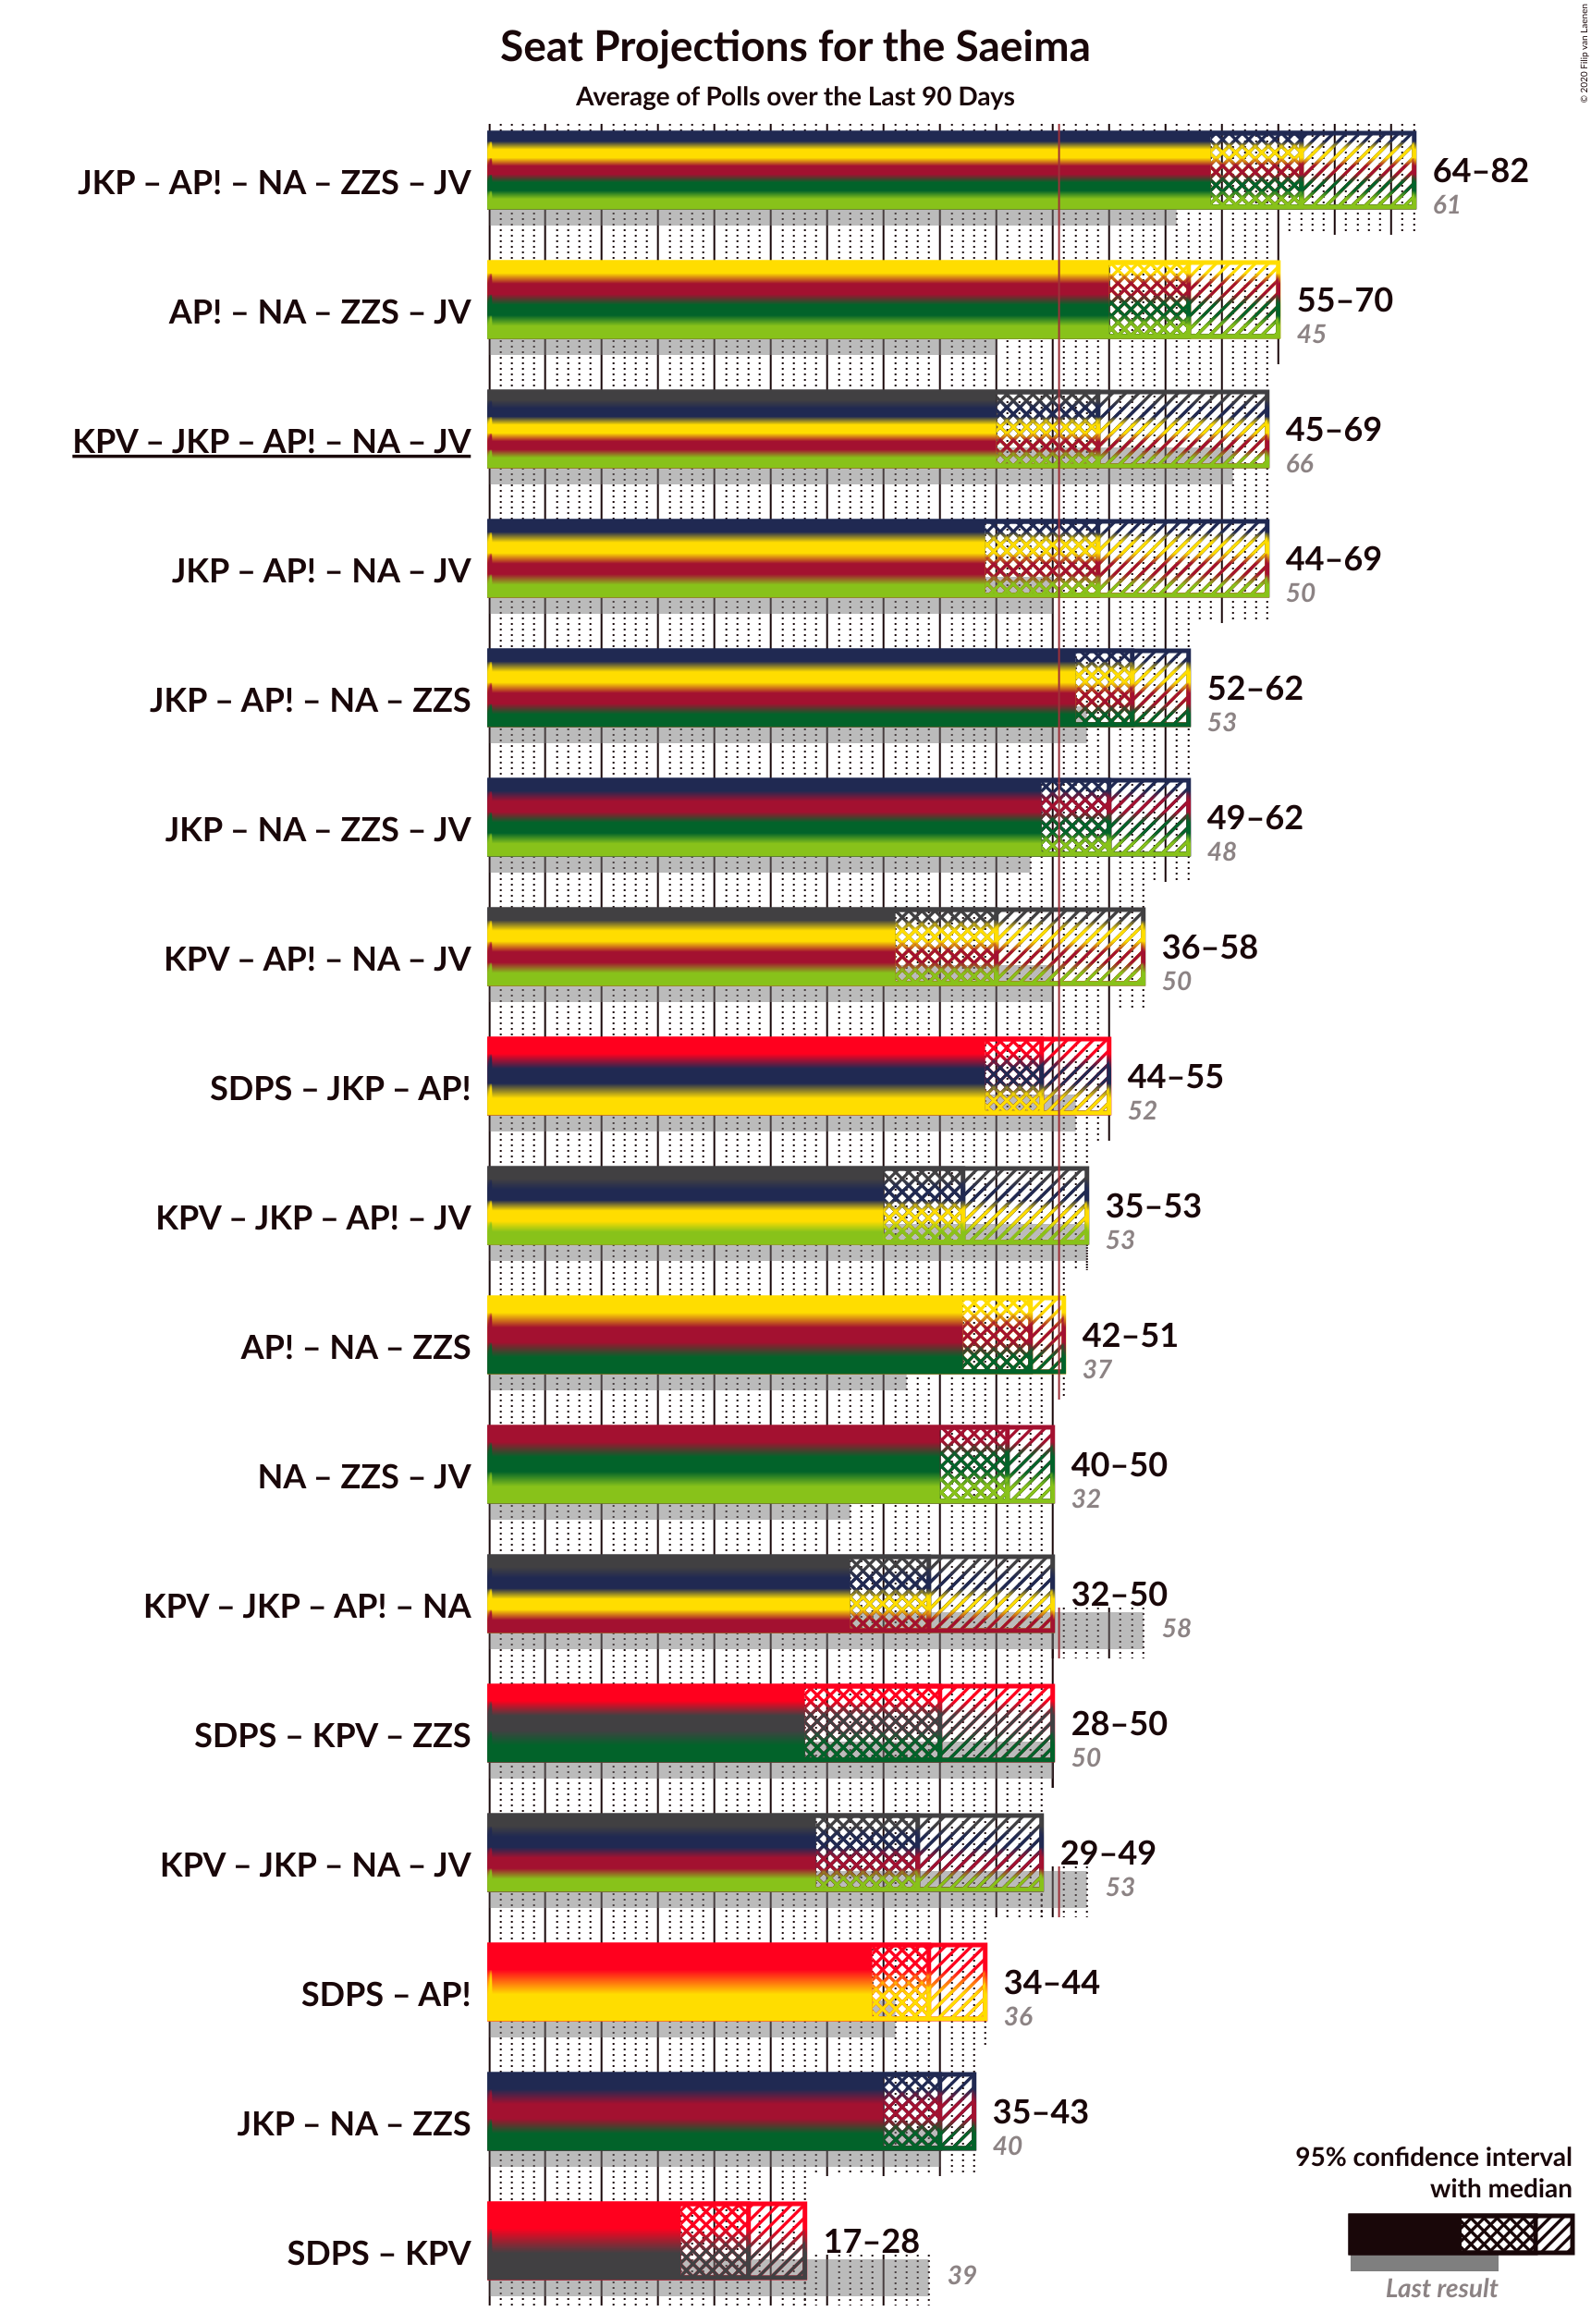 © 2020 Filip van Laenen
Seat Projections for the Saeima
Average of Polls over the Last 90 Days
JKP – AP! – NA – ZZS – JV
64–82
61
AP! – NA – ZZS – JV
55–70
45
KPV – JKP – AP! – NA – JV
45–69
66
JKP – AP! – NA – JV
44–69
50
JKP – AP! – NA – ZZS
52–62
53
JKP – NA – ZZS – JV
49–62
48
KPV – AP! – NA – JV
36–58
50
SDPS – JKP – AP!
44–55
52
KPV – JKP – AP! – JV
35–53
53
AP! – NA – ZZS
42–51
37
NA – ZZS – JV
40–50
32
KPV – JKP – AP! – NA
32–50
58
SDPS – KPV – ZZS
28–50
50
KPV – JKP – NA – JV
29–49
53
SDPS – AP!
34–44
36
JKP – NA – ZZS
35–43
40
SDPS – KPV
17–28
39
95% confidence interval
with median
Last result